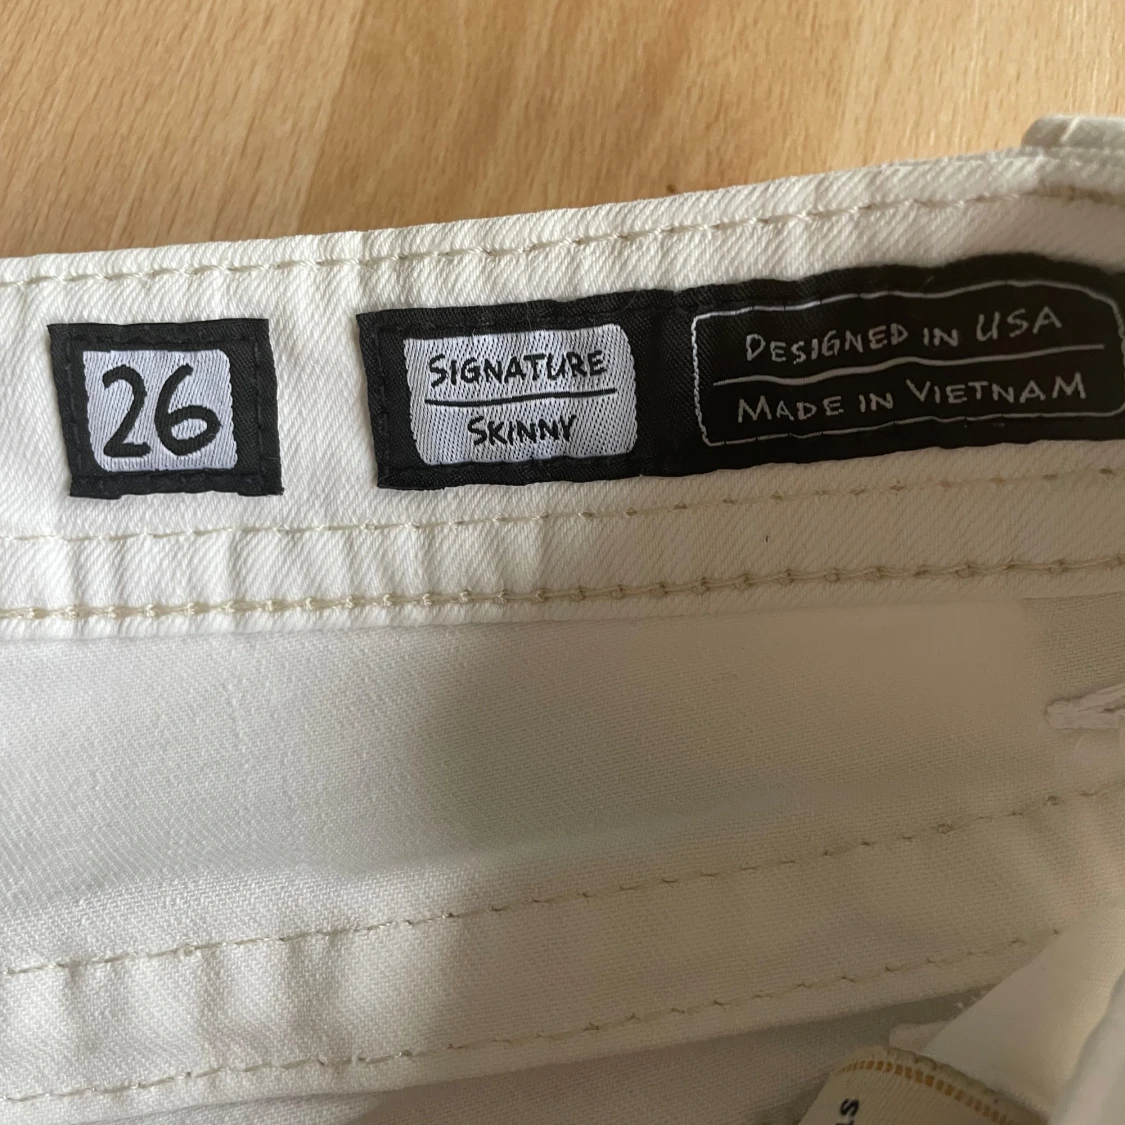 26
SIGNATURE
SKINNY
DESIGNED IN USA
MADE IN VIETNAM